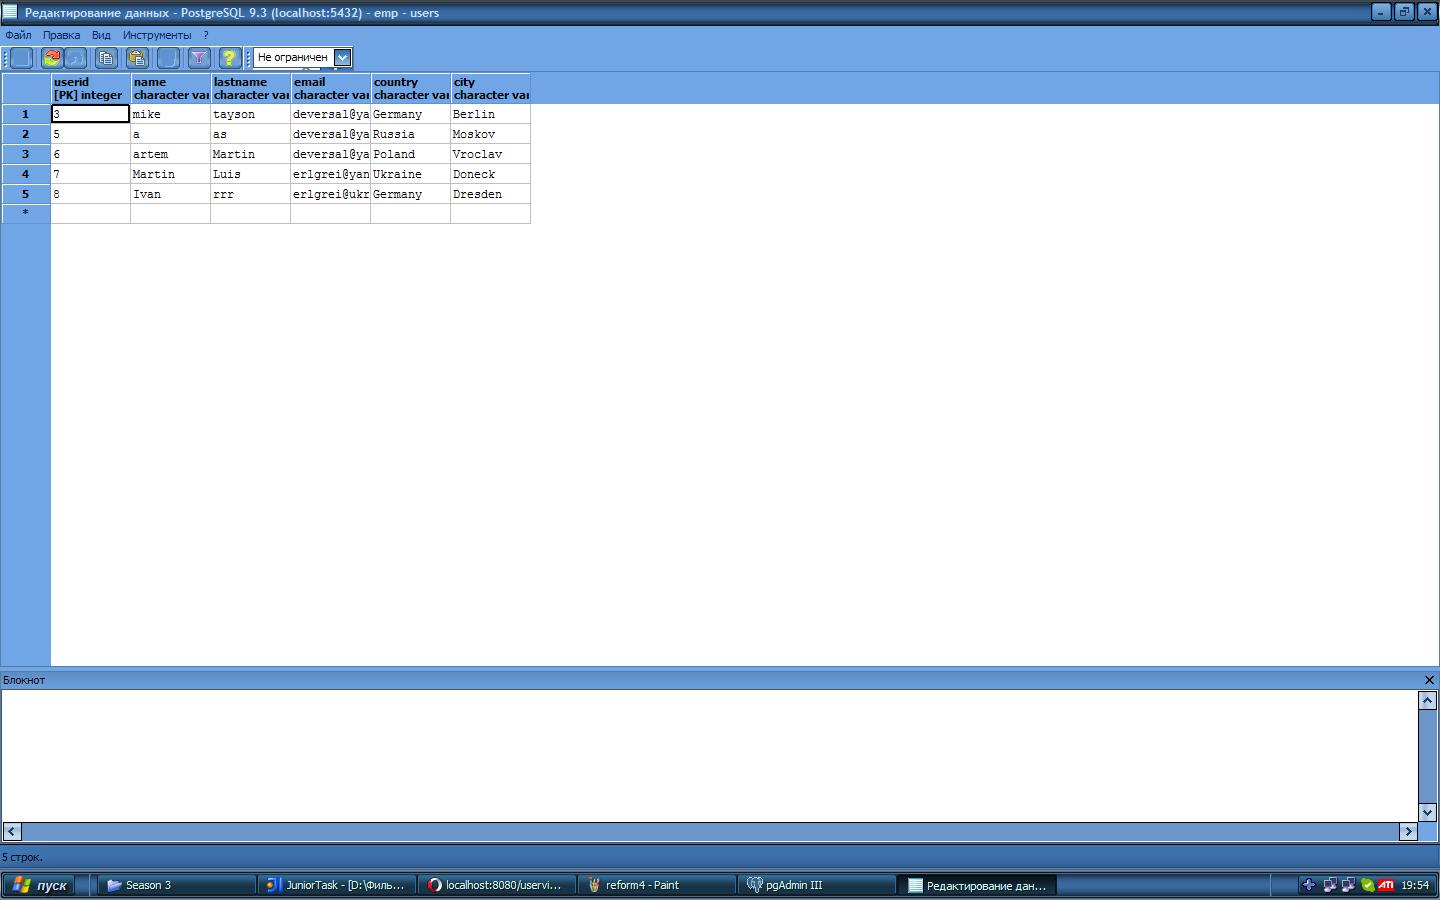 Редактирование данных - PostgreSQL 9.3 (localhost:5432) - emp - users
Файл Правка Вид Инструменты ?
Не ограничен
userid name lastname email country city
[PK] integer character vai character vai character vai character vai character vai
1 3 mike tayson deversal@ya Germany Berlin
2 5 a as deversal@ya Russia Moskov
3 6 artem Martin deversal@ya Poland Vroclav
4 7 Martin Luis erlgrei@yan Ukraine Doneck
5 8 Ivan rrr erlgrei@ukr Germany Dresden
*
Блокнот
5 строк.
пуск Season 3 JuniorTask - [D:\Филь... localhost:8080/uservi... reform4 - Paint pgAdmin III Редактирование дан... ATI 19:54